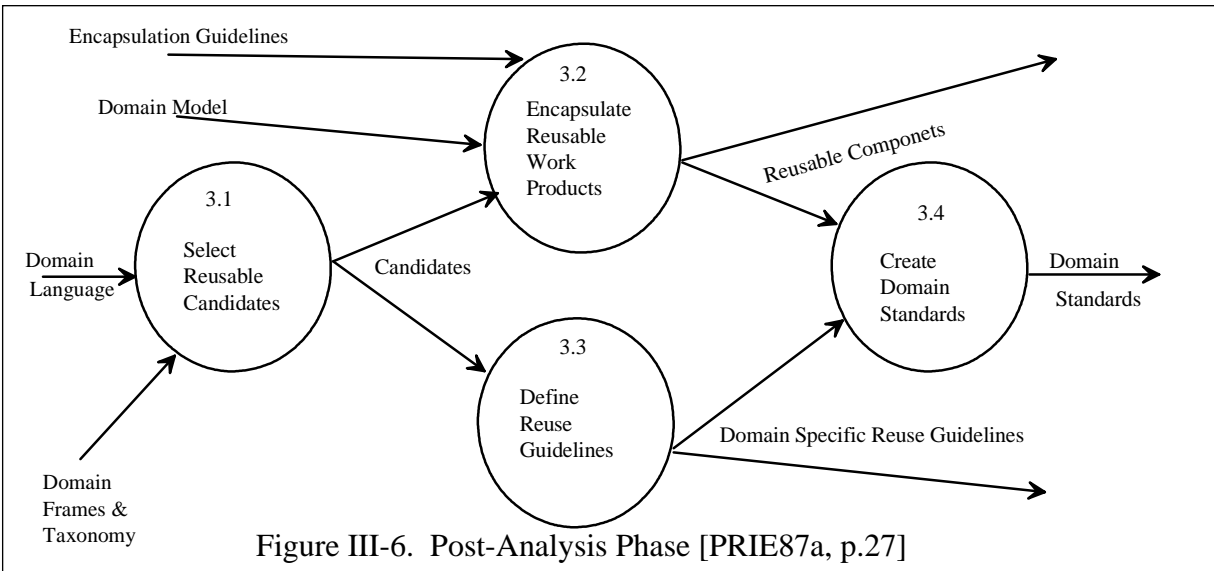 Encapsulation Guidelines
Domain Model
3.2
Encapsulate
Reusable
Work
Products
Reusable Componets
3.1
Select
Reusable
Candidates
Domain
Language
Candidates
3.4
Create
Domain
Standards
Domain
Standards
3.3
Define
Reuse
Guidelines
Domain Specific Reuse Guidelines
Domain
Frames &
Taxonomy
Figure III-6. Post-Analysis Phase [PRIE87a, p.27]